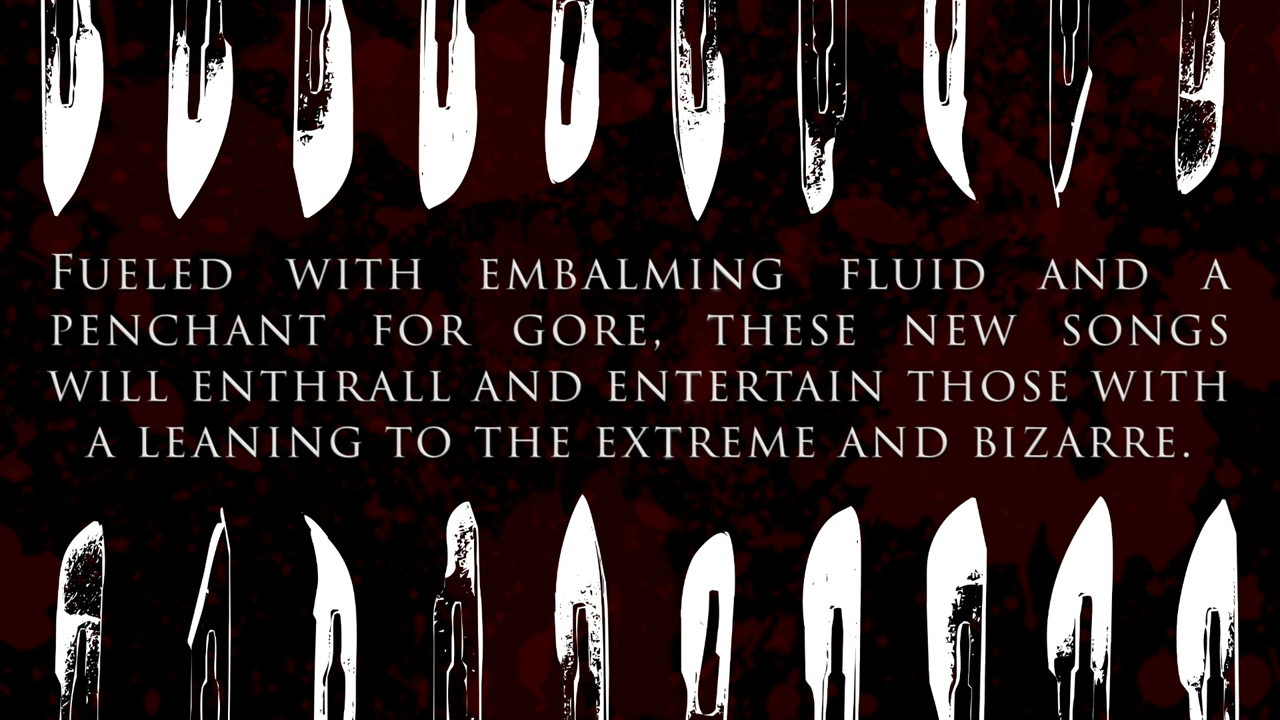 Fueled with embalming fluid and a
penchant for gore, these new songs
will enthrall and entertain those with
a leaning to the extreme and bizarre.